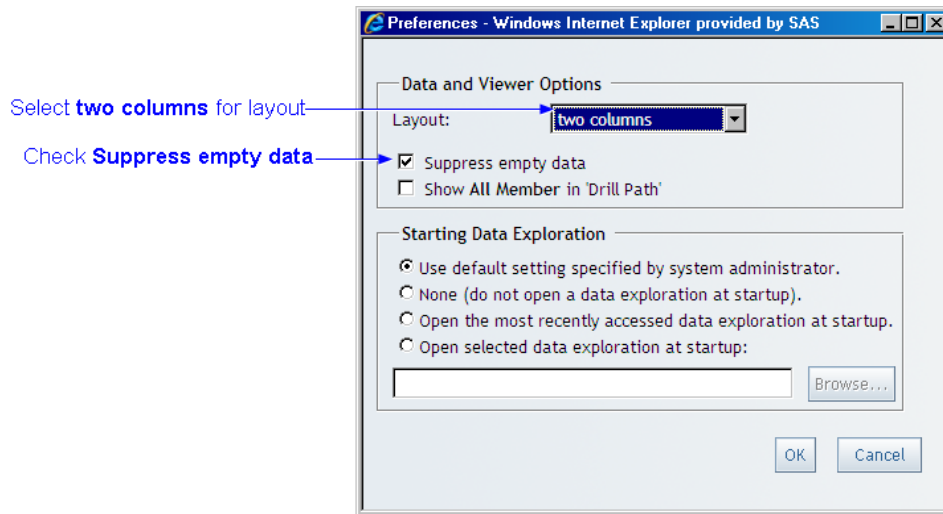 Preferences - Windows Internet Explorer provided by SAS
Data and Viewer Options
Select two columns for layout
Layout:
two columns
Check Suppress empty data
Suppress empty data
Show All Member in 'Drill Path'
Starting Data Exploration
Use default setting specified by system administrator.
None (do not open a data exploration at startup).
Open the most recently accessed data exploration at startup.
Open selected data exploration at startup:
Browse...
OK
Cancel